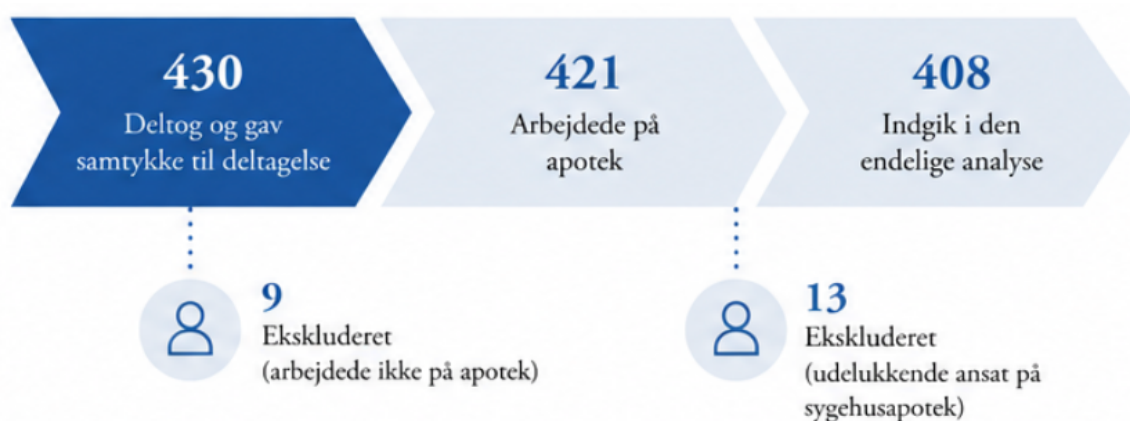 430
Deltog og gav
samtykke til deltagelse
421
Arbejdede på
apotek
408
Indgik i den
endelige analyse
9
Ekskluderet
(arbejdede ikke på apotek)
13
Ekskluderet
(udelukkende ansat på
sygehusapotek)